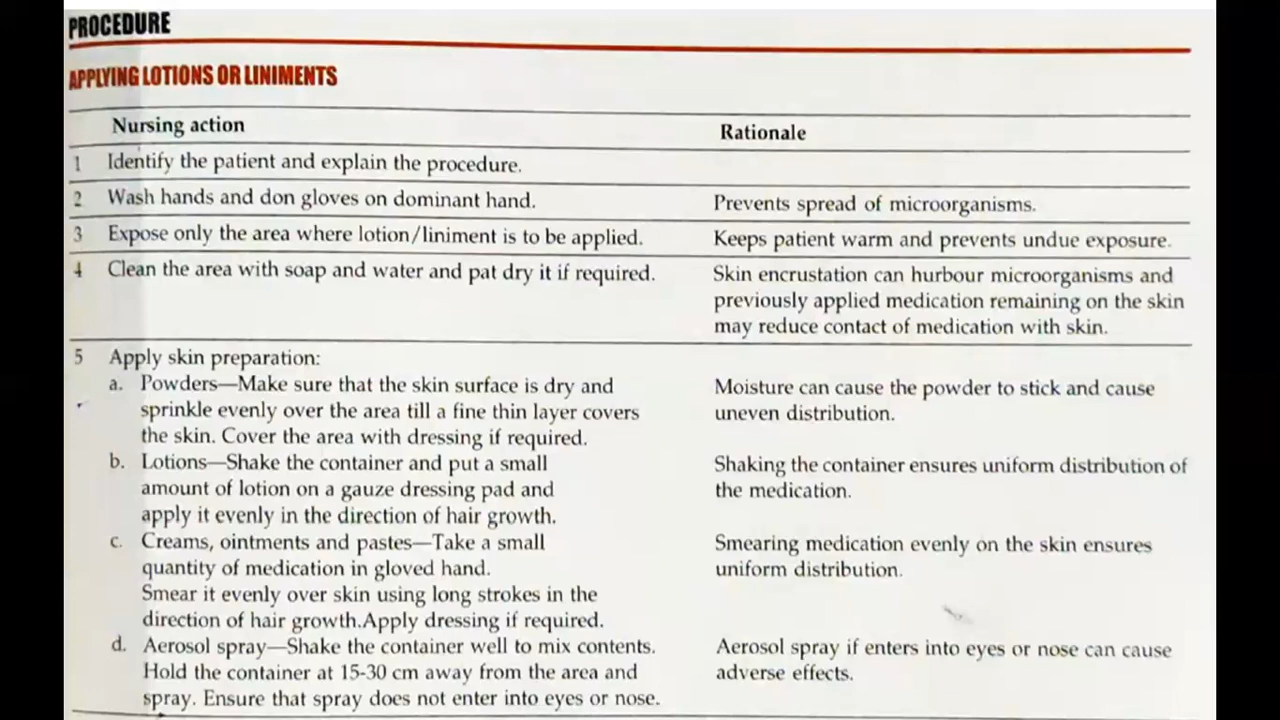 PROCEDURE
APPLYING LOTIONS OR LINIMENTS
Nursing action
Rationale
1 Identify the patient and explain the procedure.
2 Wash hands and don gloves on dominant hand.
Prevents spread of microorganisms.
3 Expose only the area where lotion/liniment is to be applied.
Keeps patient warm and prevents undue exposure.
4 Clean the area with soap and water and pat dry it if required.
Skin encrustation can hurbour microorganisms and
previously applied medication remaining on the skin
may reduce contact of medication with skin.
5 Apply skin preparation:
a. Powders—Make sure that the skin surface is dry and
sprinkle evenly over the area till a fine thin layer covers
the skin. Cover the area with dressing if required.
Moisture can cause the powder to stick and cause
uneven distribution.
b. Lotions—Shake the container and put a small
amount of lotion on a gauze dressing pad and
apply it evenly in the direction of hair growth.
Shaking the container ensures uniform distribution of
the medication.
c. Creams, ointments and pastes—Take a small
quantity of medication in gloved hand.
Smear it evenly over skin using long strokes in the
direction of hair growth.Apply dressing if required.
Smearing medication evenly on the skin ensures
uniform distribution.
d. Aerosol spray—Shake the container well to mix contents.
Hold the container at 15-30 cm away from the area and
spray. Ensure that spray does not enter into eyes or nose.
Aerosol spray if enters into eyes or nose can cause
adverse effects.